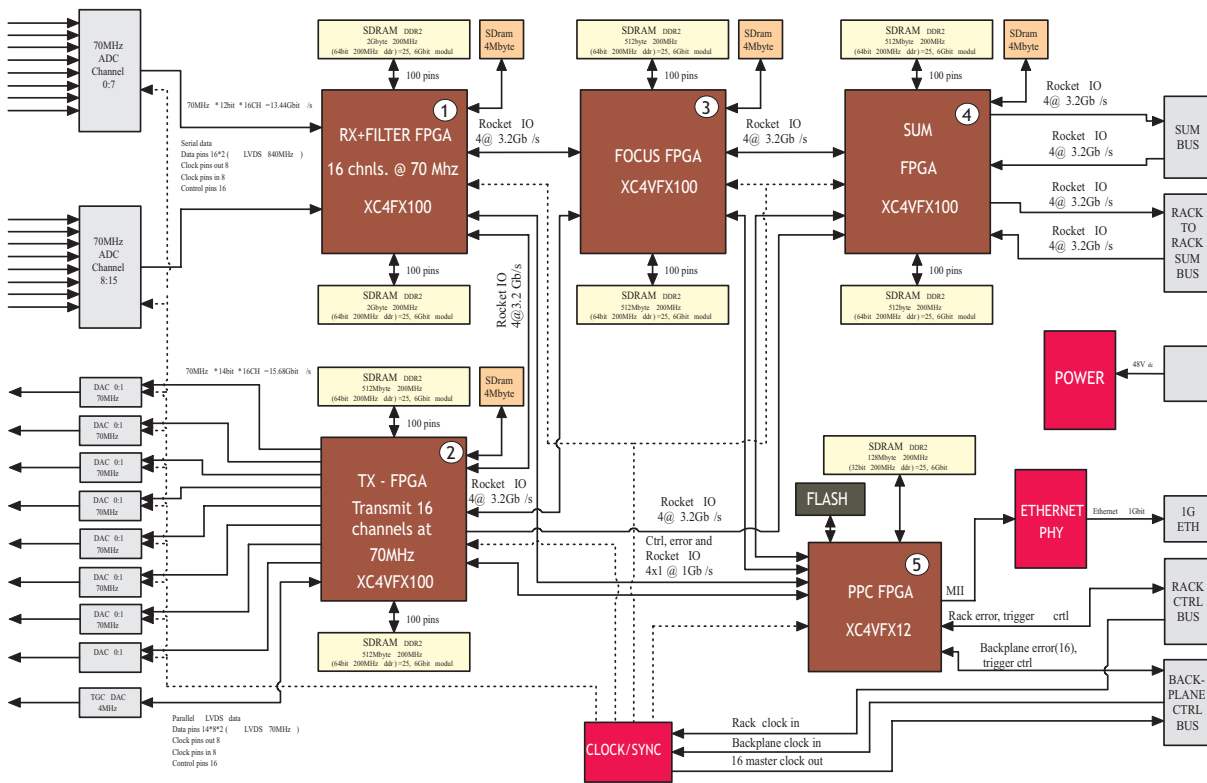 70MHz
ADC
Channel
0:7
SDRAM DDR2
2Gbyte 200MHz
(64bit 200MHz ddr)=25, 6Gbit modul
SDram
4Mbyte
SDRAM DDR2
512mbyte 200MHz
(64bit 200MHz ddr)=25, 6Gbit modul
SDram
4Mbyte
SDRAM DDR2
512mbyte 200MHz
(64bit 200MHz ddr)=25, 6Gbit modul
SDram
4Mbyte
100 pins
100 pins
100 pins
70MHz *12bit *16CH =13.44Gbit /s
1
RX+FILTER FPGA
16 chnls. @ 70 Mhz
XC4FX100
Rocket IO
4@ 3.2Gb /s
3
FOCUS FPGA
XC4VFX100
Rocket IO
4@ 3.2Gb /s
4
SUM
FPGA
XC4VFX100
Rocket IO
4@ 3.2Gb /s
Rocket IO
4@ 3.2Gb /s
Rocket IO
4@ 3.2Gb /s
Rocket IO
4@ 3.2Gb /s
SUM
BUS
RACK
TO
RACK
SUM
BUS
Serial data
Data pins 16*2 ( LVDS 840MHz )
Clock pins out 8
Clock pins in 8
Control pins 16
70MHz
ADC
Channel
8:15
100 pins
100 pins
100 pins
SDRAM DDR2
2Gbyte 200MHz
(64bit 200MHz ddr)=25, 6Gbit modul
SDRAM DDR2
512Mbyte 200MHz
(64bit 200MHz ddr)=25, 6Gbit modul
SDRAM DDR2
512byte 200MHz
(64bit 200MHz ddr)=25, 6Gbit modul
Rocket IO
4@3.2 Gb/s
POWER
48V dc
70MHz *14bit *16CH =15.68Gbit /s
SDRAM DDR2
512Mbyte 200MHz
(64bit 200MHz ddr)=25, 6Gbit modul
SDram
4Mbyte
100 pins
DAC 0:1
70MHz
DAC 0:1
70MHz
DAC 0:1
70MHz
DAC 0:1
70MHz
DAC 0:1
70MHz
DAC 0:1
70MHz
DAC 0:1
70MHz
DAC 0:1
TGC DAC
4MHz
2
TX - FPGA
Transmit 16
channels at
70MHz
XC4VFX100
Rocket IO
4@ 3.2Gb /s
100 pins
SDRAM DDR2
512Mbyte 200MHz
(64bit 200MHz ddr)=25, 6Gbit modul
Rocket IO
4@ 3.2Gb /s
Ctrl, error and
Rocket IO
4x1 @ 1Gb /s
SDRAM DDR2
128Mbyte 200MHz
(32bit 200MHz ddr)=25, 6Gbit
FLASH
5
PPC FPGA
XC4VFX12
MII
ETHERNET
PHY
Ethernet 1Gbit
1G
ETH
Rack error, trigger crtl
RACK
CTRL
BUS
Backplane error(16),
trigger ctrl
BACK-
PLANE
CTRL
BUS
Parallel LVDS data
Data pins 14*8*2 ( LVDS 70MHz )
Clock pins out 8
Clock pins in 8
Control pins 16
CLOCK/SYNC
Rack clock in
Backplane clock in
16 master clock out